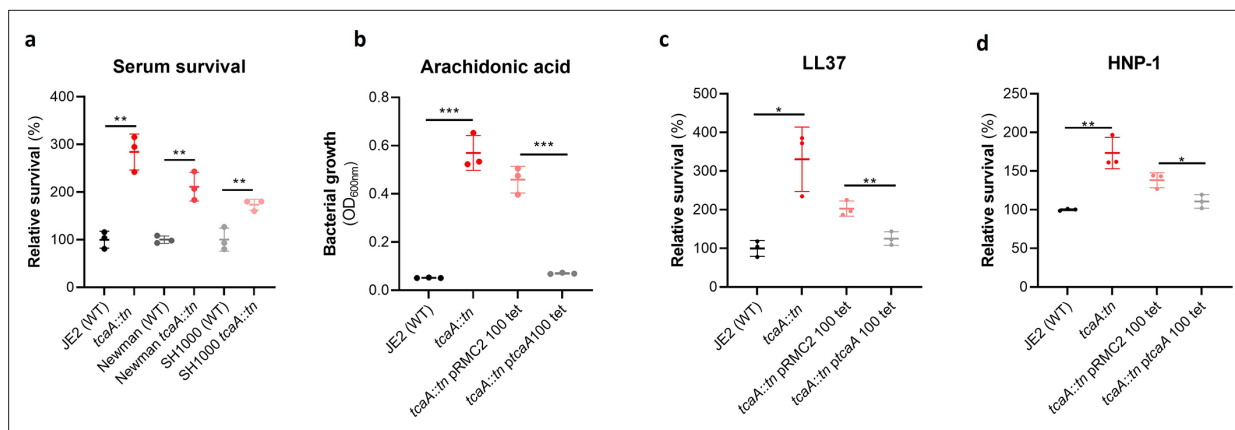 a
Serum survival
Relative survival (%)
400
300
200
100
0
**
**
**
JE2 (WT)
tcaA::tn
Newman (WT)
Newman tcaA::tn
SH1000 (WT)
SH1000 tcaA::tn
b
Arachidonic acid
Bacterial growth
(OD600nm)
0.8
0.6
0.4
0.2
0.0
***
***
JE2 (WT)
tcaA::tn
tcaA::tn pRMC2 100 tet
tcaA::tn ptcaA100 tet
c
LL37
Relative survival (%)
500
400
300
200
100
0
*
**
JE2 (WT)
tcaA::tn
tcaA::tn pRMC2 100 tet
tcaA::tn ptcaA 100 tet
d
HNP-1
Relative survival (%)
250
200
150
100
50
0
**
*
JE2 (WT)
tcaA:tn
tcaA::tn pRMC2 100 tet
tcaA::tn ptcaA 100 tet